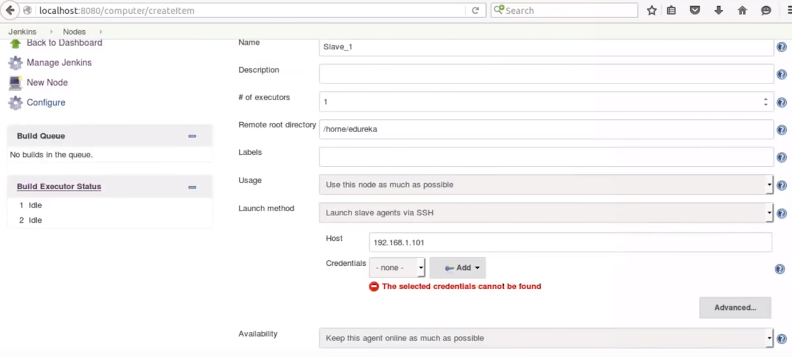 localhost:8080/computer/createItem
Search
Jenkins
Nodes
Back to Dashboard
Manage Jenkins
New Node
Configure
Build Queue
No builds in the queue.
Build Executor Status
1 Idle
2 Idle
Name
Slave_1
Description
# of executors
1
Remote root directory
/home/edureka
Labels
Usage
Use this node as much as possible
Launch method
Launch slave agents via SSH
Host
192.168.1.101
Credentials
- none -
Add
The selected credentials cannot be found
Advanced...
Availability
Keep this agent online as much as possible